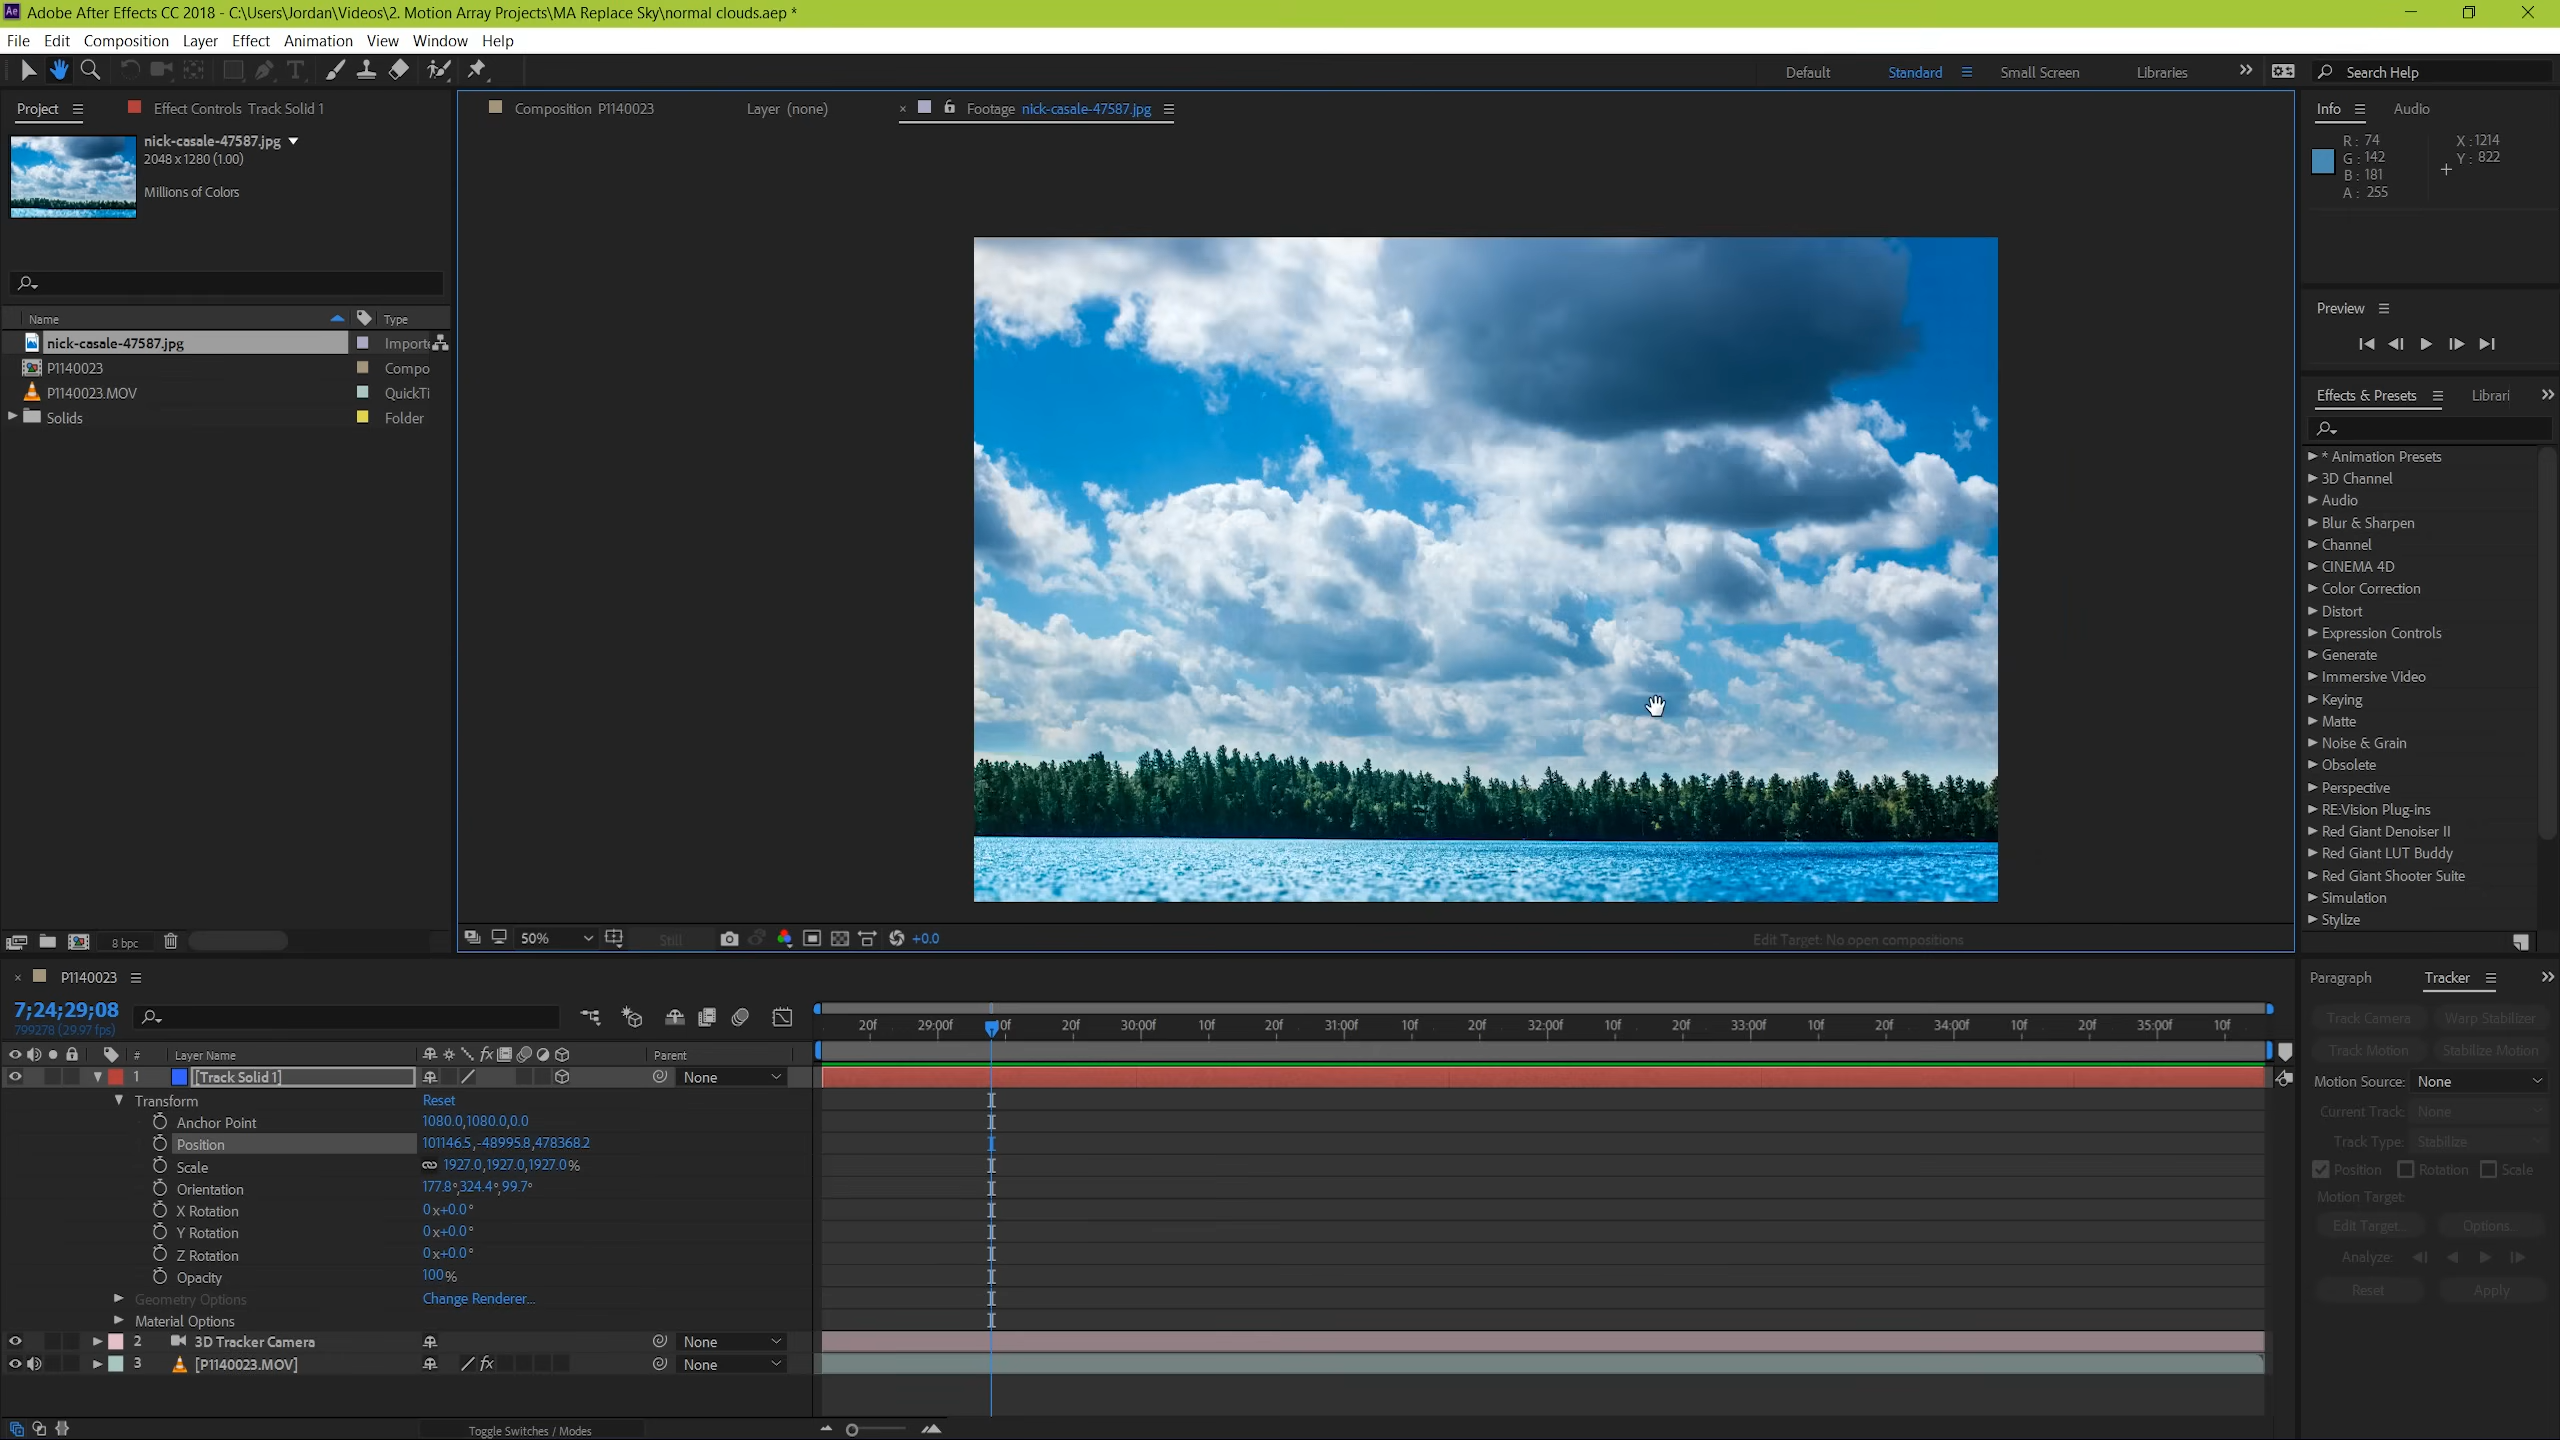 Adobe After Effects CC 2018 - C:\Users\Jordan\Videos\2. Motion Array Projects\MA Replace Sky\normal clouds.aep *
File Edit Composition Layer Effect Animation View Window Help
Default Standard Small Screen Libraries Search Help
Project Effect Controls Track Solid 1
Composition P1140023 Layer (none) × Footage nick-casale-47587.jpg
Info Audio
nick-casale-47587.jpg
2048 x 1280 (1.00)
Millions of Colors
R: 74 X: 1214
G: 142 Y: 822
B: 181
A: 255
Preview
Name Type
nick-casale-47587.jpg Importe
P1140023 Compo
P1140023.MOV QuickTi
Solids Folder
Effects & Presets Librari
* Animation Presets
3D Channel
Audio
Blur & Sharpen
Channel
CINEMA 4D
Color Correction
Distort
Expression Controls
Generate
Immersive Video
Keying
Matte
Noise & Grain
Obsolete
Perspective
RE:Vision Plug-ins
Red Giant Denoiser II
Red Giant LUT Buddy
Red Giant Shooter Suite
Simulation
Stylize
8 bpc
50% Still +0.0 Edit Target: No open compositions
× P1140023
7;24;29;08
799278 (29.97 fps)
20f 29:00f 10f 20f 30:00f 10f 20f 31:00f 10f 20f 32:00f 10f 20f 33:00f 10f 20f 34:00f 10f 20f 35:00f 10f
# Layer Name fx Parent
1 [Track Solid 1] None
Transform Reset
Anchor Point 1080.0,1080.0,0.0
Position 101146.5,-48995.8,478368.2
Scale 1927.0,1927.0,1927.0%
Orientation 177.8°,324.4°,99.7°
X Rotation 0x+0.0°
Y Rotation 0x+0.0°
Z Rotation 0x+0.0°
Opacity 100%
Geometry Options Change Renderer...
Material Options
2 3D Tracker Camera None
3 [P1140023.MOV] fx None
Toggle Switches / Modes
Paragraph Tracker
Track Camera Warp Stabilizer
Track Motion Stabilize Motion
Motion Source: None
Current Track: None
Track Type: Stabilize
Position Rotation Scale
Motion Target:
Edit Target... Options...
Analyze:
Reset Apply